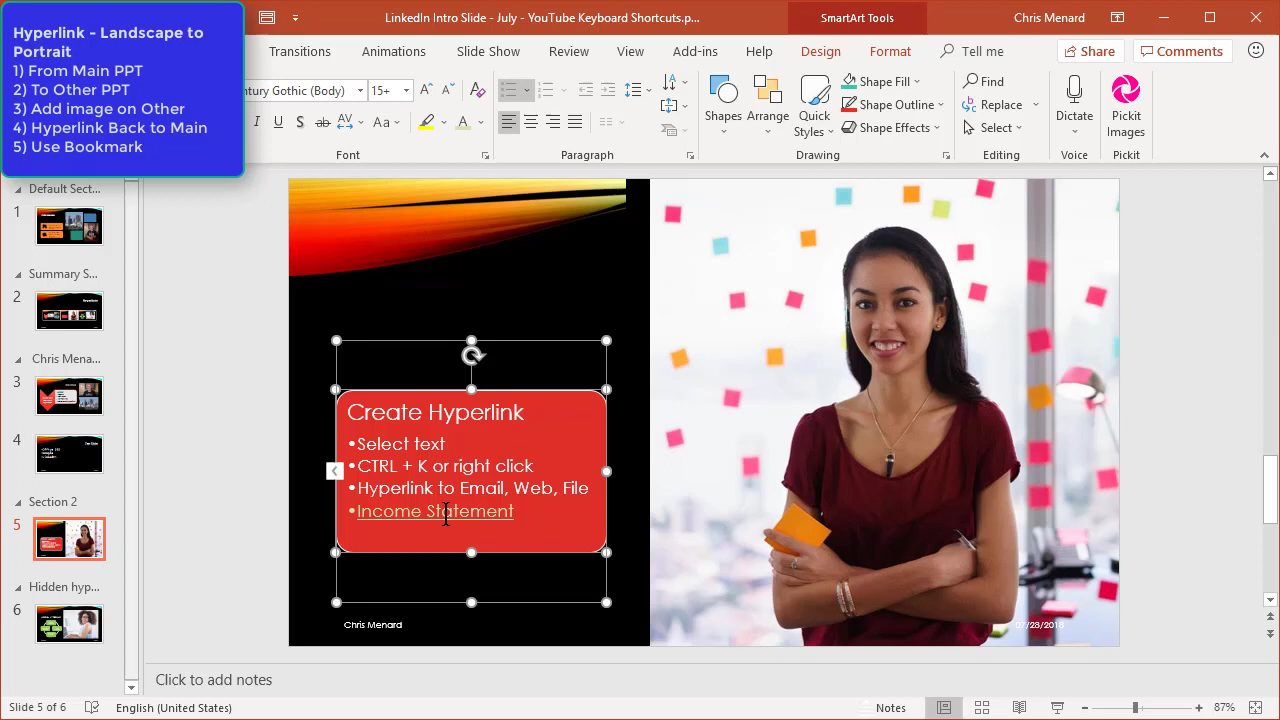 Hyperlink - Landscape to
Portrait
1) From Main PPT
2) To Other PPT
3) Add image on Other
4) Hyperlink Back to Main
5) Use Bookmark
LinkedIn Intro Slide - July - YouTube Keyboard Shortcuts.p...
SmartArt Tools
Chris Menard
Transitions
Animations
Slide Show
Review
View
Add-ins
Help
Design
Format
Tell me
Share
Comments
ntury Gothic (Body)
15+
Font
Paragraph
Shapes
Arrange
Quick
Styles
Shape Fill
Shape Outline
Shape Effects
Drawing
Find
Replace
Select
Editing
Dictate
Voice
Pickit
Images
Pickit
Default Sect...
1
Summary S...
2
Chris Mena...
3
4
Section 2
5
Hidden hyp...
6
Create Hyperlink
•Select text
•CTRL + K or right click
•Hyperlink to Email, Web, File
•Income Statement
Chris Menard
07/23/2018
Click to add notes
Slide 5 of 6
English (United States)
Notes
87%